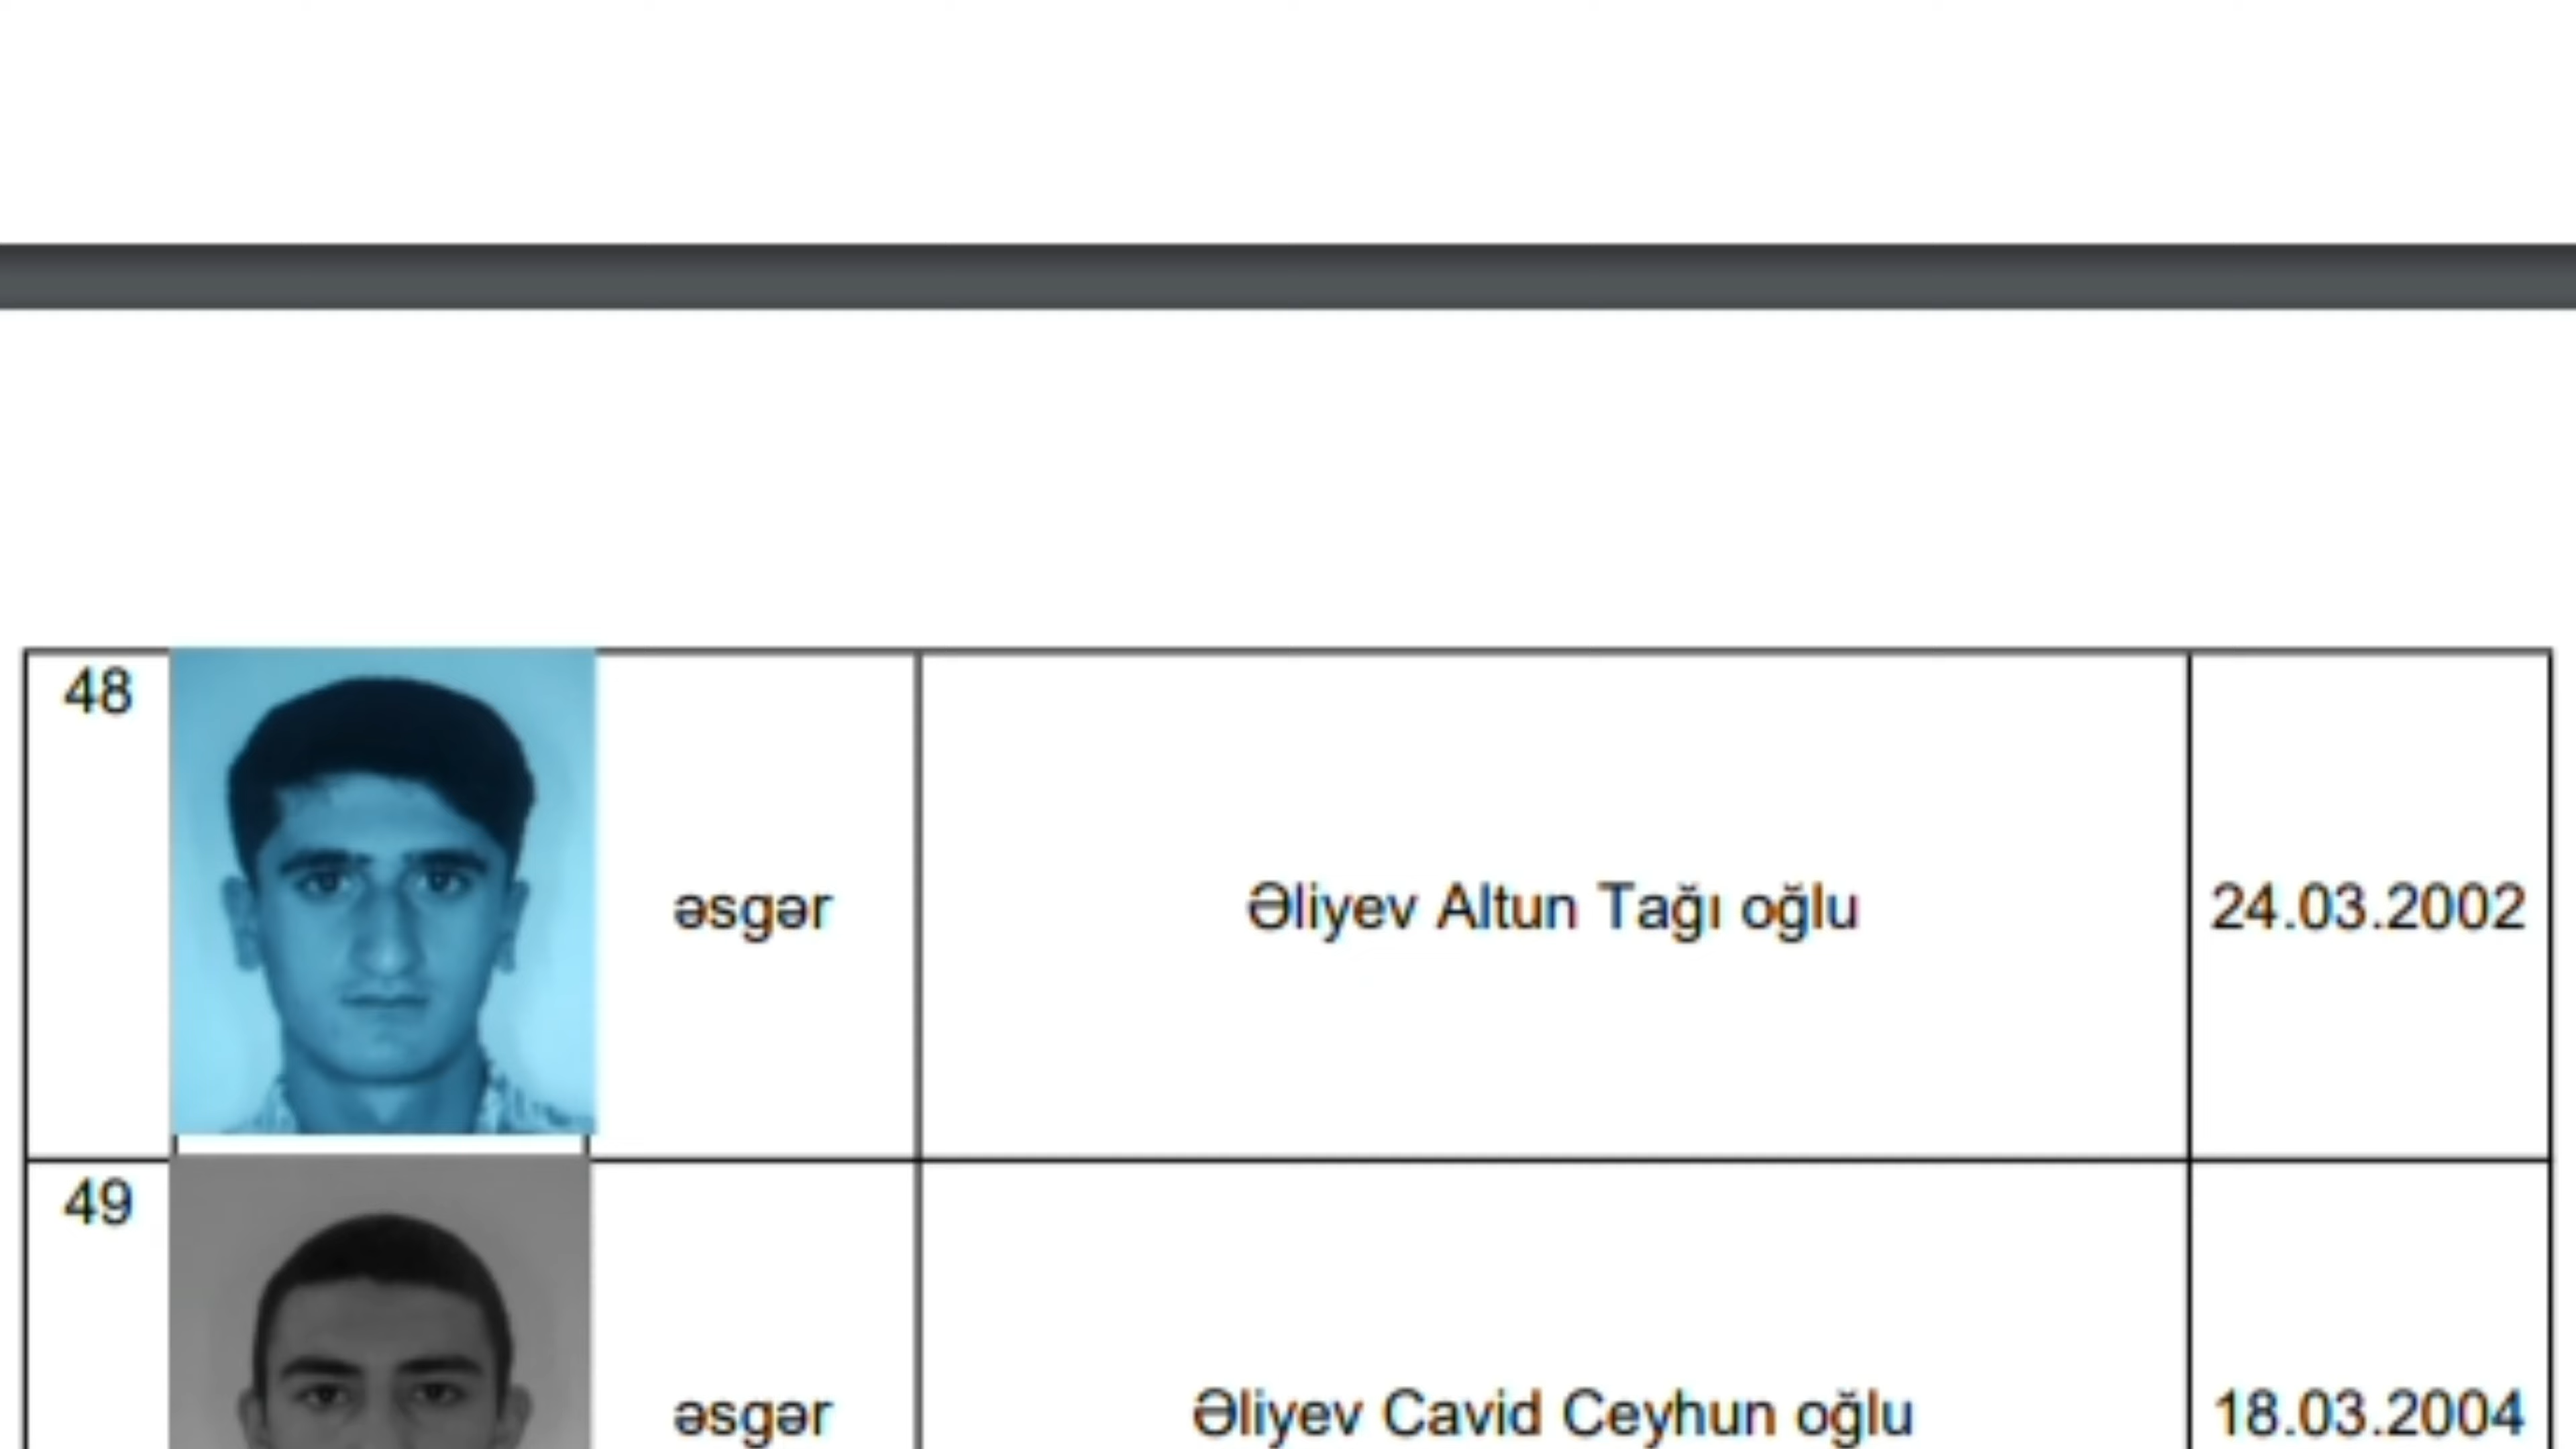 48 əsgər Əliyev Altun Tağı oğlu 24.03.2002
49 əsgər Əliyev Cavid Ceyhun oğlu 18.03.2004